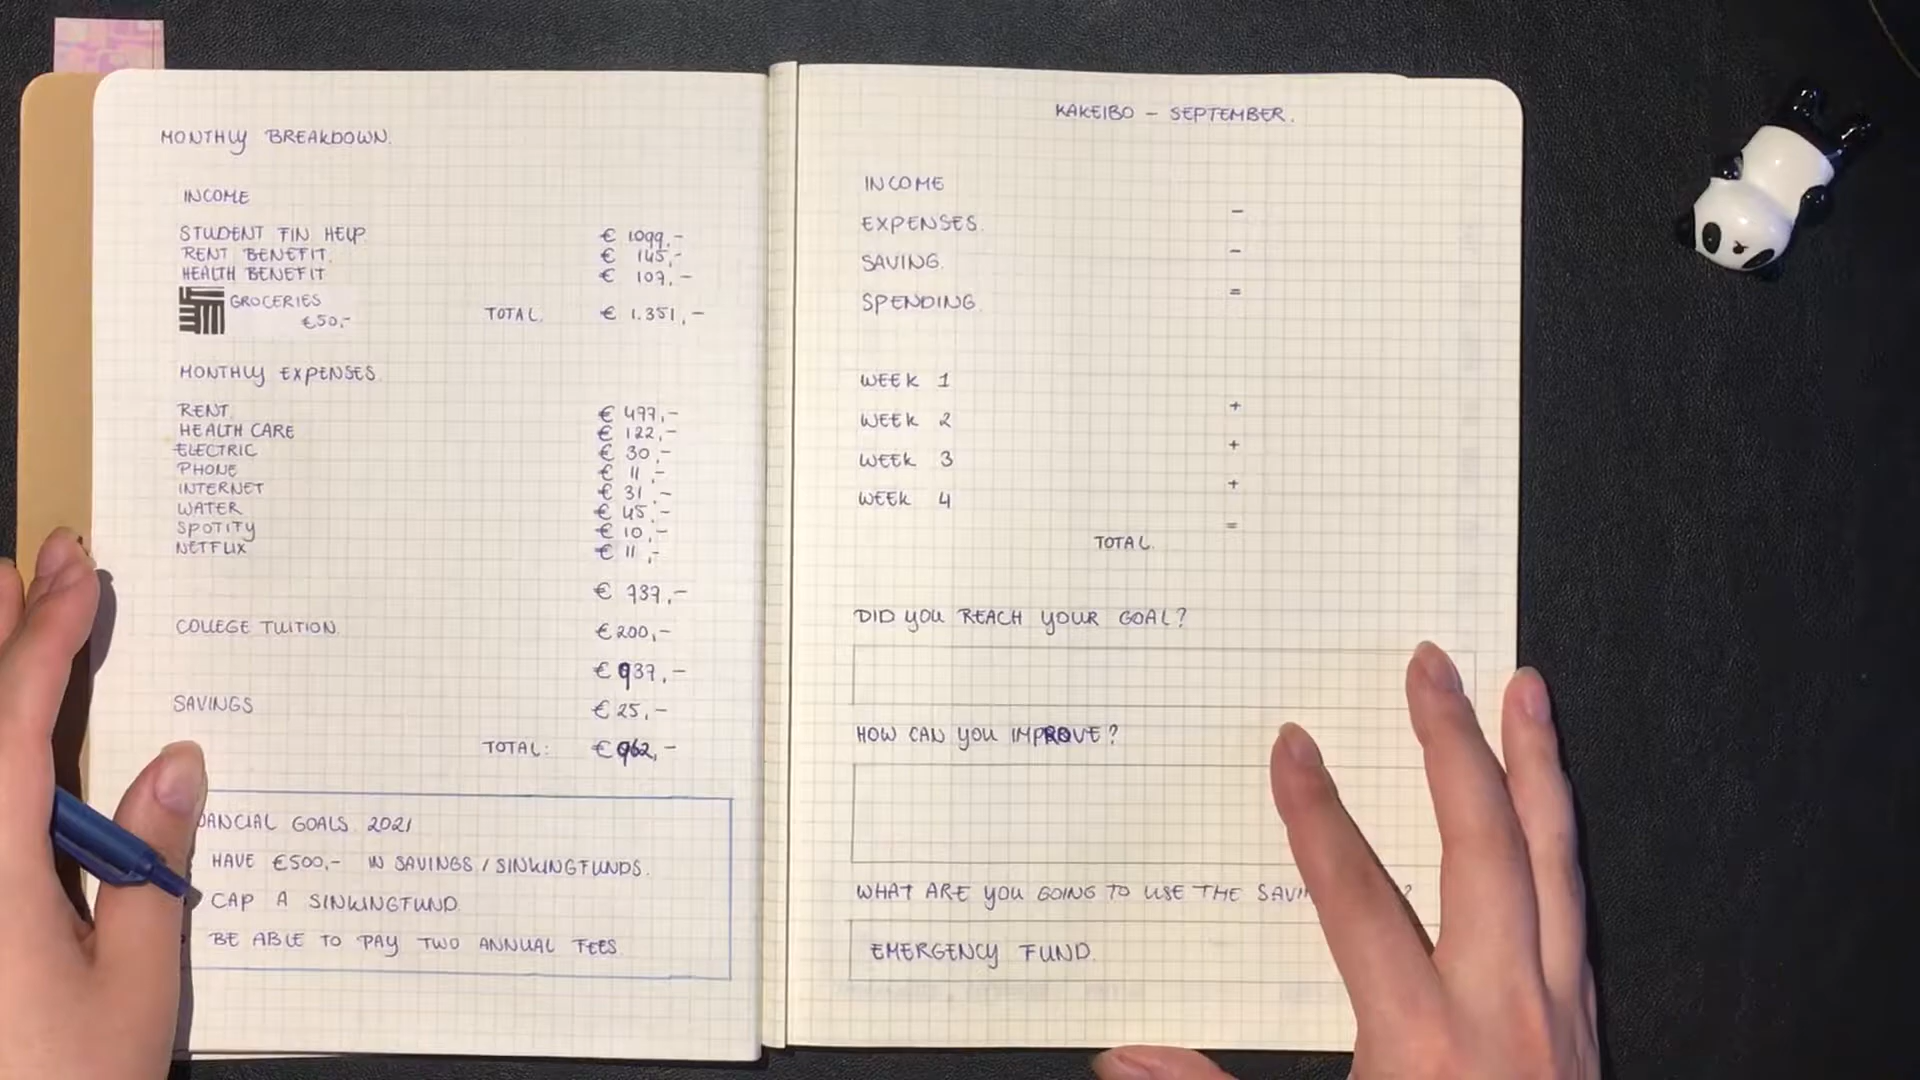 MONTHLY BREAKDOWN.
INCOME
STUDENT FIN HELP. € 1099,-
RENT BENEFIT. € 145,-
HEALTH BENEFIT € 107,-
GROCERIES
€50,-
TOTAL. € 1.351,-
MONTHLY EXPENSES.
RENT. € 477,-
HEALTH CARE € 122,-
ELECTRIC € 30,-
PHONE € 11,-
INTERNET € 31,-
WATER € 45,-
SPOTITY € 10,-
NETFLIX € 11,-
€ 737,-
COLLEGE TUITION. € 200,-
€ 937,-
SAVINGS € 25,-
TOTAL: € 962,-
GOALS 2021
HAVE €500,- IN SAVINGS / SINKINGFUNDS.
CAP A SINKINGFUND.
BE ABLE TO PAY TWO ANNUAL FEES.
KAKEIBO - SEPTEMBER.
INCOME
-
EXPENSES.
-
SAVING.
=
SPENDING.
WEEK 1
+
WEEK 2
+
WEEK 3
+
WEEK 4
=
TOTAL.
DID YOU REACH YOUR GOAL?
HOW CAN YOU IMPROVE?
WHAT ARE YOU GOING TO USE THE
EMERGENCY FUND.